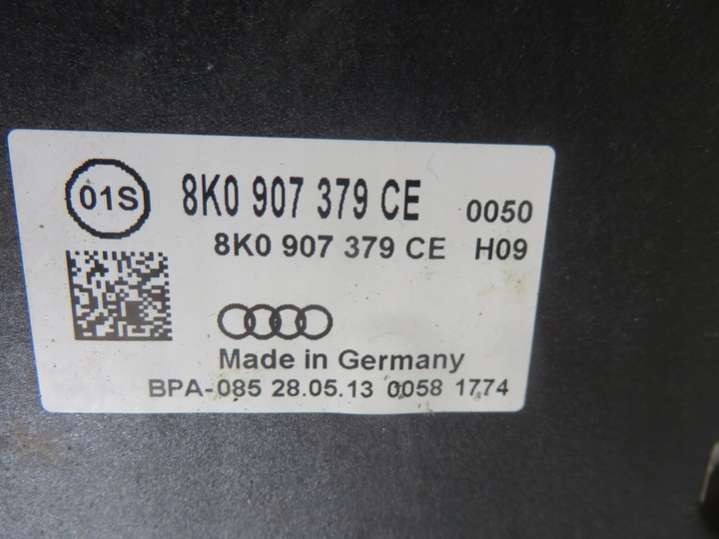 01S 8K0 907 379 CE 0050
8K0 907 379 CE H09
Made in Germany
BPA-085 28.05.13 0058 1774